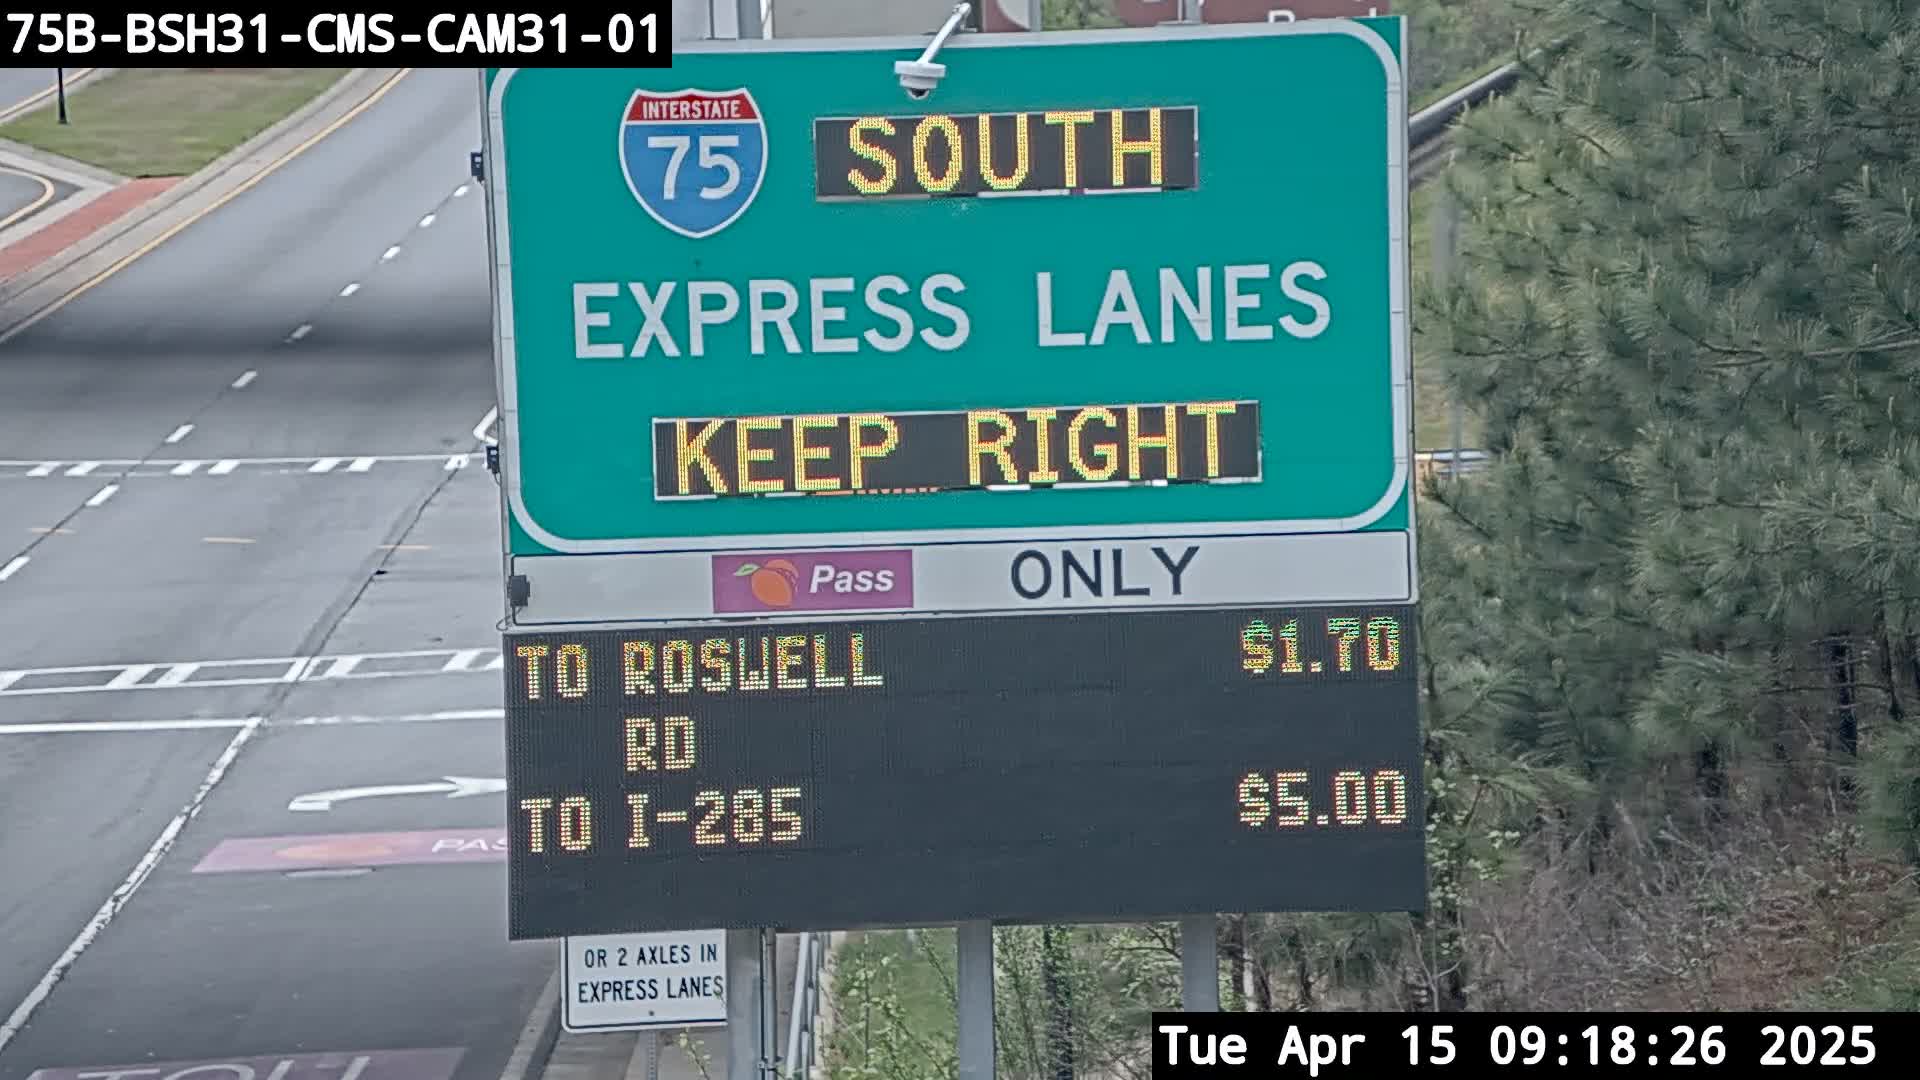 75B-BSH31-CMS-CAM31-01
INTERSTATE
75
SOUTH
EXPRESS LANES
KEEP RIGHT
Pass ONLY
TO ROSWELL $1.70
RD
TO I-285 $5.00
OR 2 AXLES IN
EXPRESS LANES
Tue Apr 15 09:18:26 2025